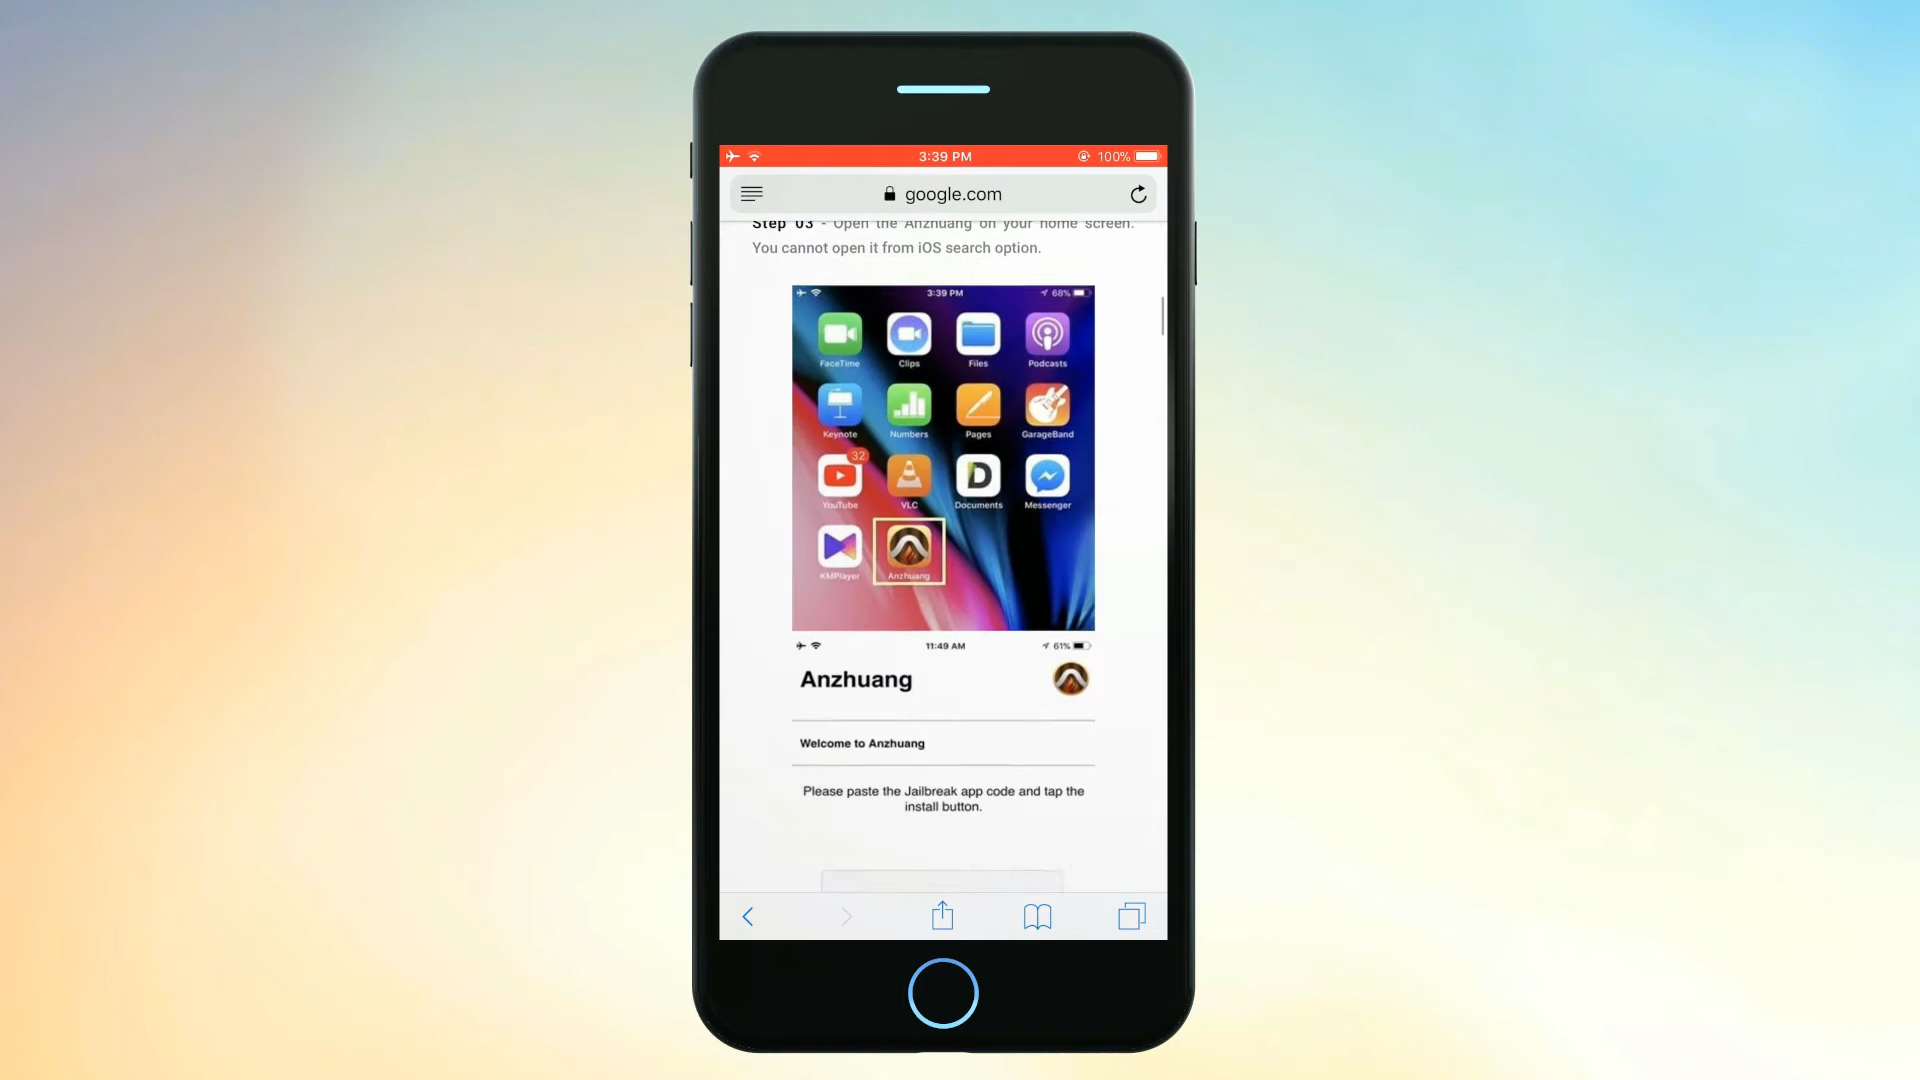 3:39 PM
100%
google.com
Step 03 - Open the Anzhuang on your home screen.
You cannot open it from iOS search option.
3:39 PM
68%
FaceTime
Clips
Files
Podcasts
Keynote
Numbers
Pages
GarageBand
32
YouTube
VLC
Documents
Messenger
KMPlayer
Anzhuang
11:49 AM
61%
Anzhuang
Welcome to Anzhuang
Please paste the Jailbreak app code and tap the
install button.